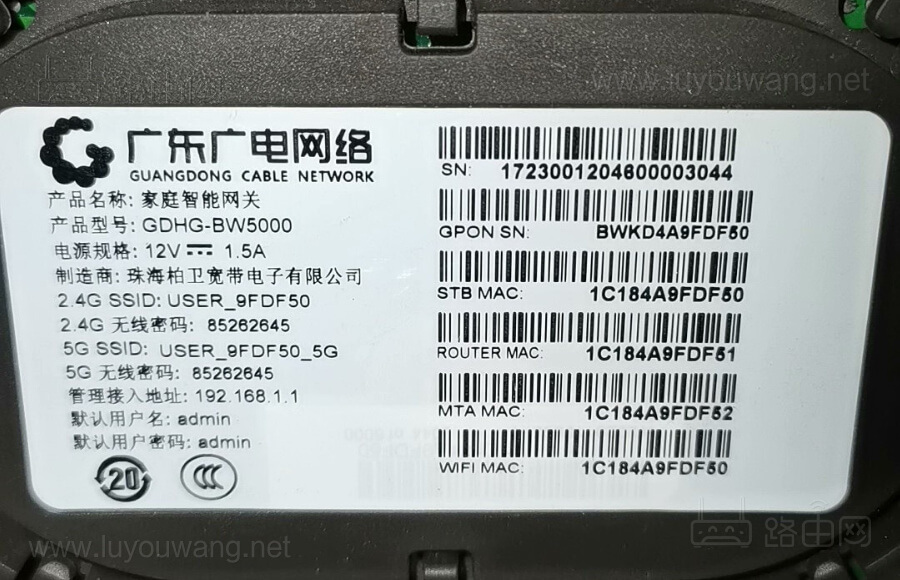 www.luyouwang.net
广东广电网络
GUANGDONG CABLE NETWORK
产品名称: 家庭智能网关
产品型号: GDHG-BW5000
电源规格: 12V 1.5A
制造商: 珠海柏卫宽带电子有限公司
2.4G SSID: USER_9FDF50
2.4G 无线密码: 85262645
5G SSID: USER_9FDF50_5G
5G 无线密码: 85262645
管理接入地址: 192.168.1.1
默认用户名: admin
默认用户密码: admin
20
CCC
SN: 1723001204600003044
GPON SN: BWKD4A9FDF50
STB MAC: 1C184A9FDF50
ROUTER MAC: 1C184A9FDF51
MTA MAC: 1C184A9FDF52
WIFI MAC: 1C184A9FDF50
www.luyouwang.net
路由网